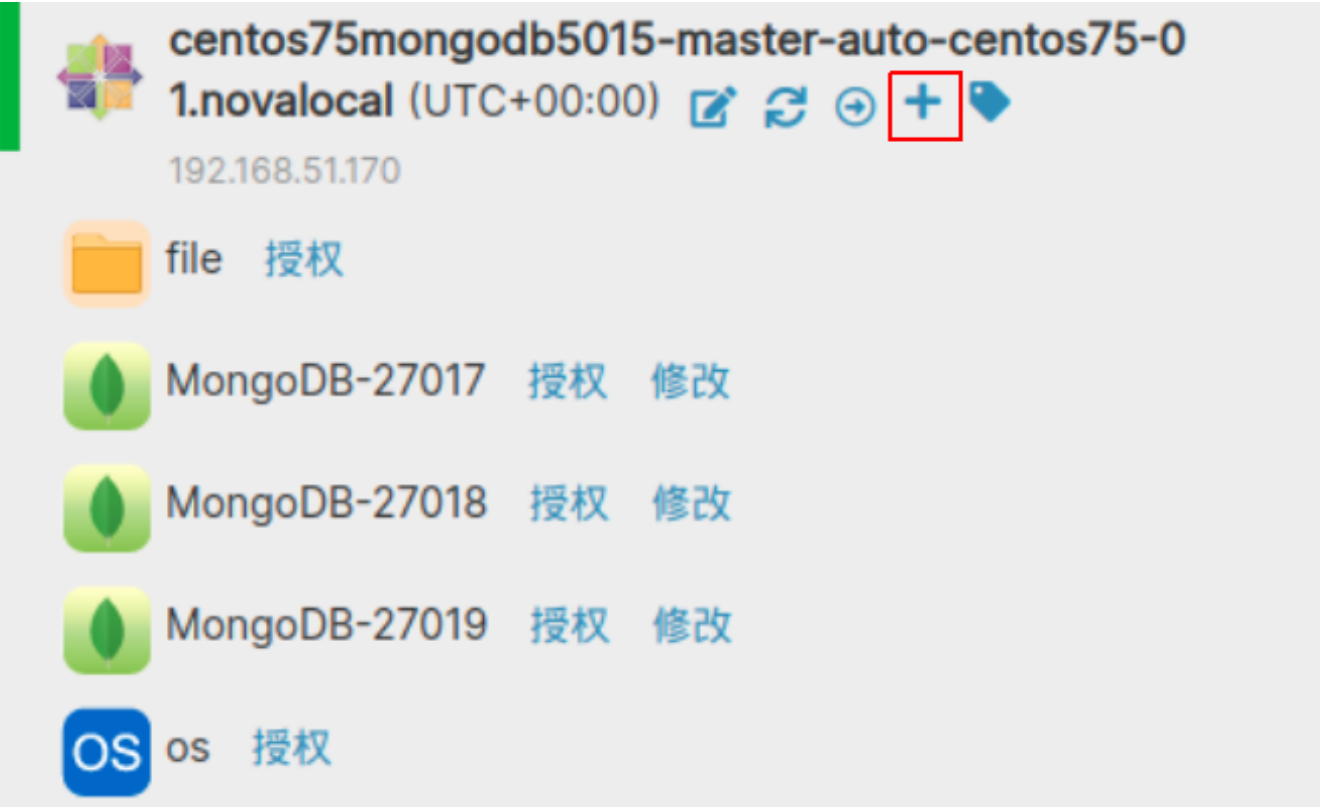 centos75mongodb5015-master-auto-centos75-0
1.novalocal (UTC+00:00)
192.168.51.170
file 授权
MongoDB-27017 授权 修改
MongoDB-27018 授权 修改
MongoDB-27019 授权 修改
OS os 授权